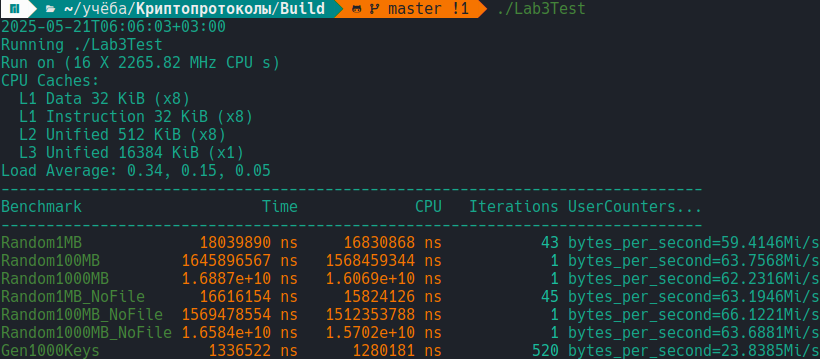 ~/учёба/Криптопротоколы/Build master !1 ./Lab3Test
2025-05-21T06:06:03+03:00
Running ./Lab3Test
Run on (16 X 2265.82 MHz CPU s)
CPU Caches:
  L1 Data 32 KiB (x8)
  L1 Instruction 32 KiB (x8)
  L2 Unified 512 KiB (x8)
  L3 Unified 16384 KiB (x1)
Load Average: 0.34, 0.15, 0.05
------------------------------------------------------------------------------
Benchmark                    Time             CPU   Iterations UserCounters...
------------------------------------------------------------------------------
Random1MB             18039890 ns     16830868 ns           43 bytes_per_second=59.4146Mi/s
Random100MB         1645896567 ns   1568459344 ns            1 bytes_per_second=63.7568Mi/s
Random1000MB        1.6887e+10 ns   1.6069e+10 ns            1 bytes_per_second=62.2316Mi/s
Random1MB_NoFile      16616154 ns     15824126 ns           45 bytes_per_second=63.1946Mi/s
Random100MB_NoFile  1569478554 ns   1512353788 ns            1 bytes_per_second=66.1221Mi/s
Random1000MB_NoFile 1.6584e+10 ns   1.5702e+10 ns            1 bytes_per_second=63.6881Mi/s
Gen1000Keys            1336522 ns      1280181 ns          520 bytes_per_second=23.8385Mi/s